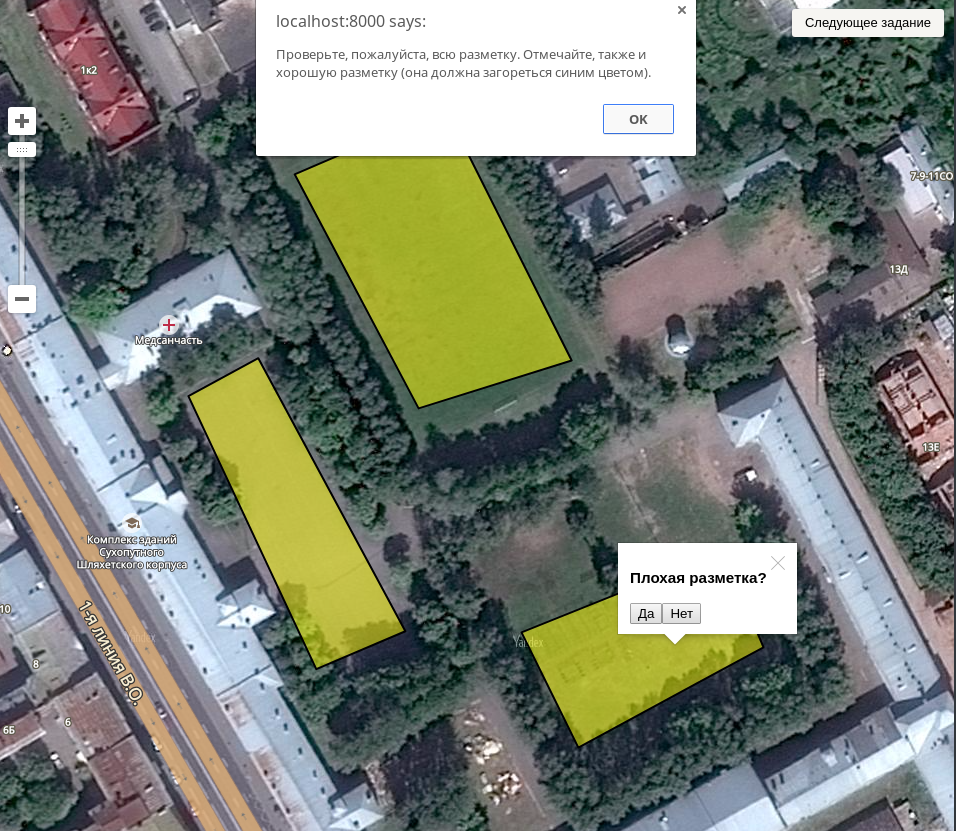 localhost:8000 says:
Проверьте, пожалуйста, всю разметку. Отмечайте, также и
хорошую разметку (она должна загореться синим цветом).
OK
Следующее задание
1к2
7-9-11СО
13Д
Медсанчасть
13Е
Комплекс зданий
Сухопутного
Шляхетского корпуса
Плохая разметка?
Да Нет
10
1-я линия В.О.
Yandex
Yandex
8
6
6Б